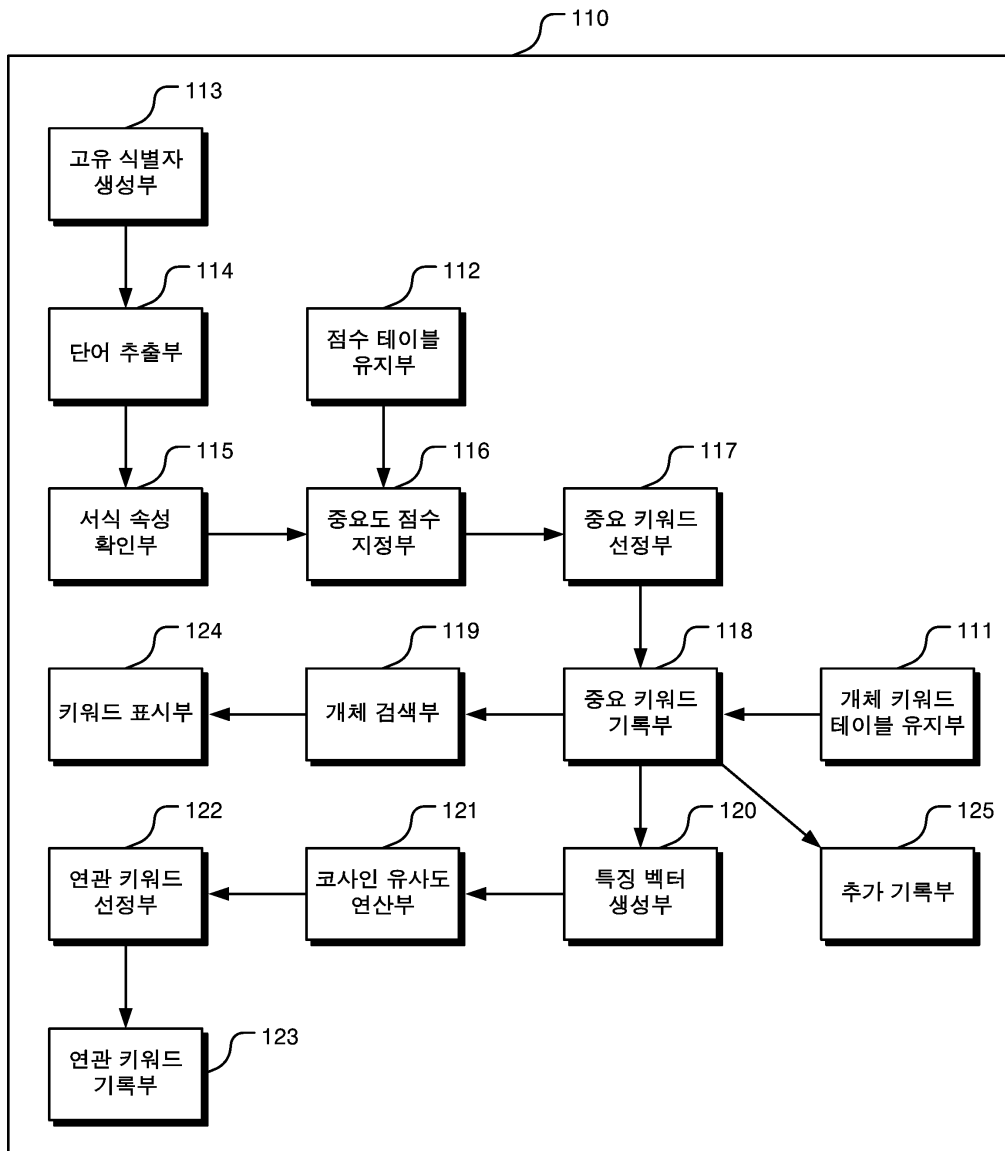 110
113
고유 식별자
생성부
114
단어 추출부
112
점수 테이블
유지부
115
서식 속성
확인부
116
중요도 점수
지정부
117
중요 키워드
선정부
124
키워드 표시부
119
개체 검색부
118
중요 키워드
기록부
111
개체 키워드
테이블 유지부
122
연관 키워드
선정부
121
코사인 유사도
연산부
120
특징 벡터
생성부
125
추가 기록부
123
연관 키워드
기록부